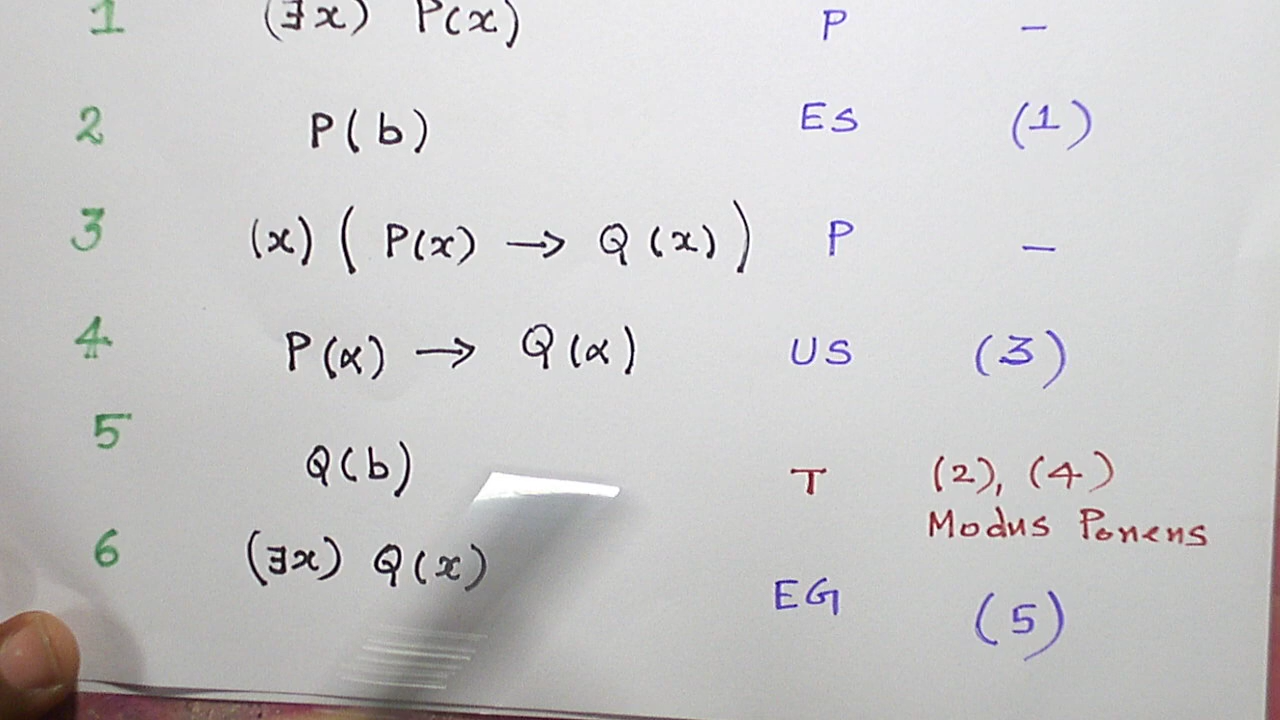 1 (∃x) P(x) P –
2 P(b) ES (1)
3 (x) ( P(x) → Q(x) ) P –
4 P(α) → Q(α) US (3)
5 Q(b) T (2), (4)
Modus Ponens
6 (∃x) Q(x) EG (5)